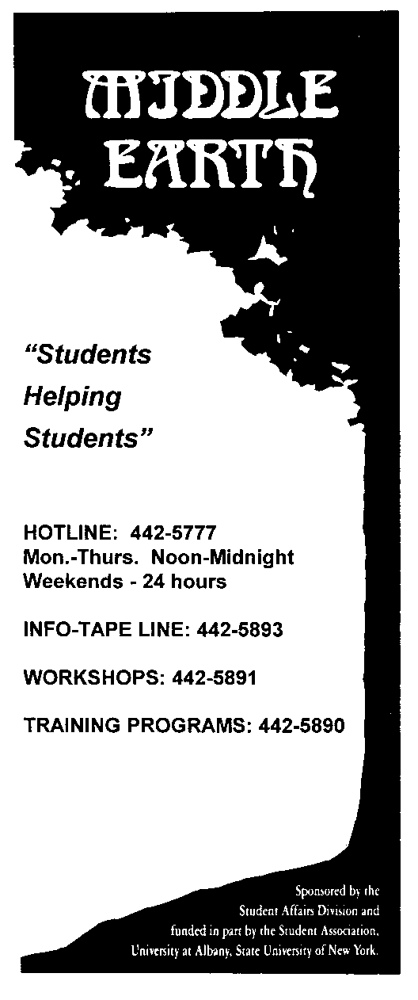 MIDDLE
EARTH
“Students
Helping
Students”
HOTLINE: 442-5777
Mon.-Thurs. Noon-Midnight
Weekends - 24 hours
INFO-TAPE LINE: 442-5893
WORKSHOPS: 442-5891
TRAINING PROGRAMS: 442-5890
Sponsored by the
Student Affairs Division and
funded in part by the Student Association,
University at Albany, State University of New York.